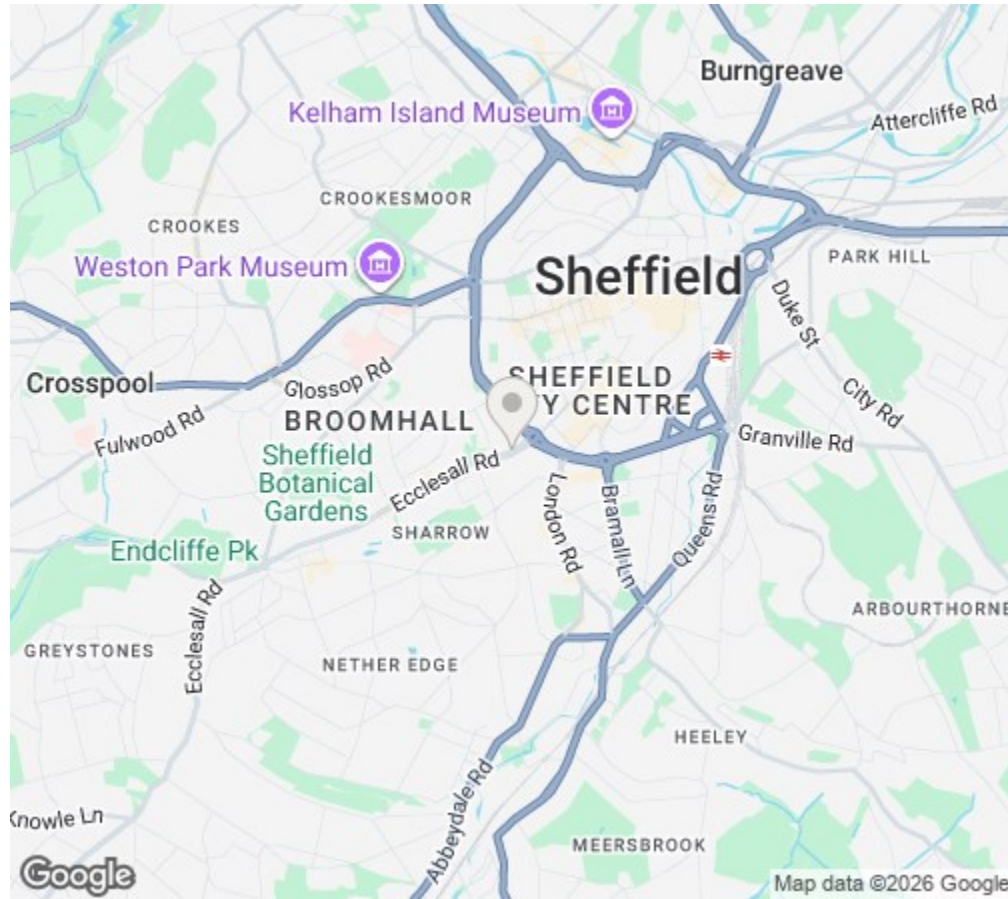 Burngreave
Kelham Island Museum
Attercliffe Rd
CROOKESMOOR
CROOKES
Weston Park Museum
Sheffield
PARK HILL
Duke St
Crosspool
Glossop Rd
SHEFFIELD
TY CENTRE
City Rd
BROOMHALL
Fulwood Rd
Granville Rd
Sheffield
Botanical
Gardens
Ecclesall Rd
London Rd
Bramall Ln
Queens Rd
SHARROW
Endcliffe Pk
Ecclesall Rd
ARBOURTHORNE
GREYSTONES
NETHER EDGE
HEELEY
Abbeydale Rd
Knowle Ln
MEERSBROOK
Google
Map data ©2026 Google